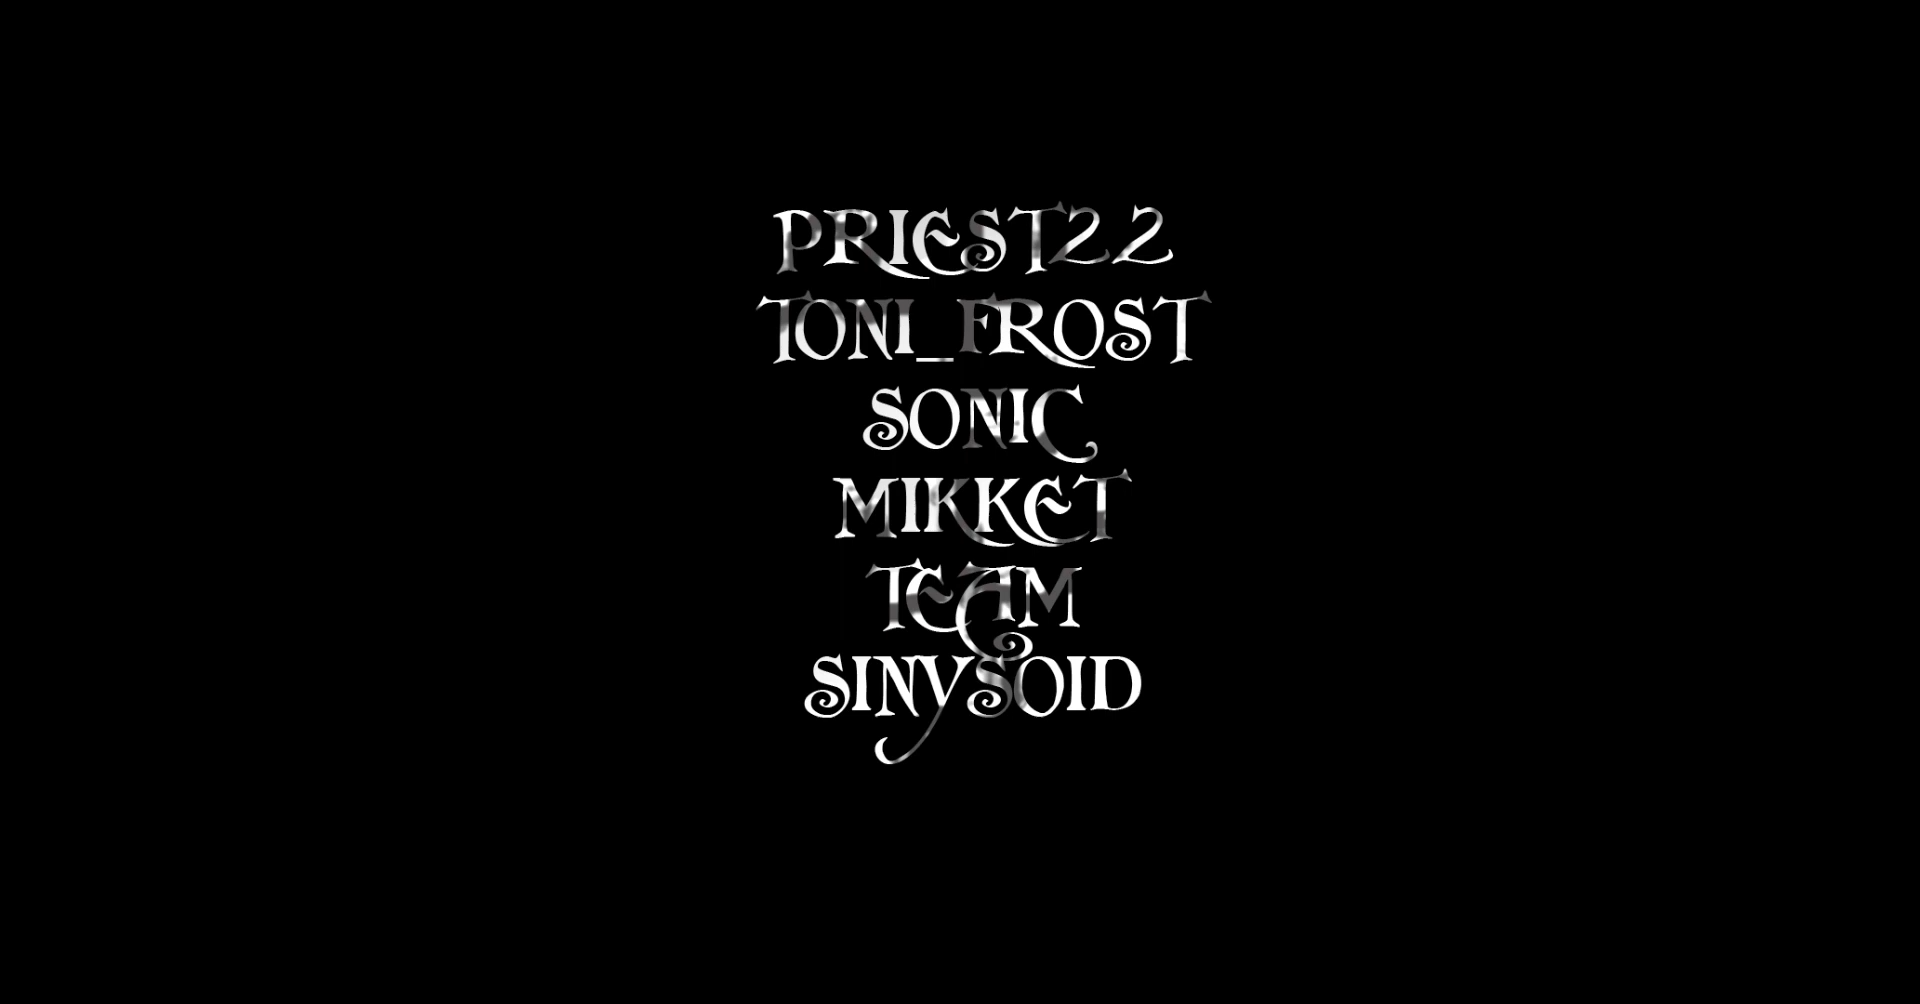 PRIEST22
TONI_FROST
SONIC
MIKKET
TEAM
SINYSOID